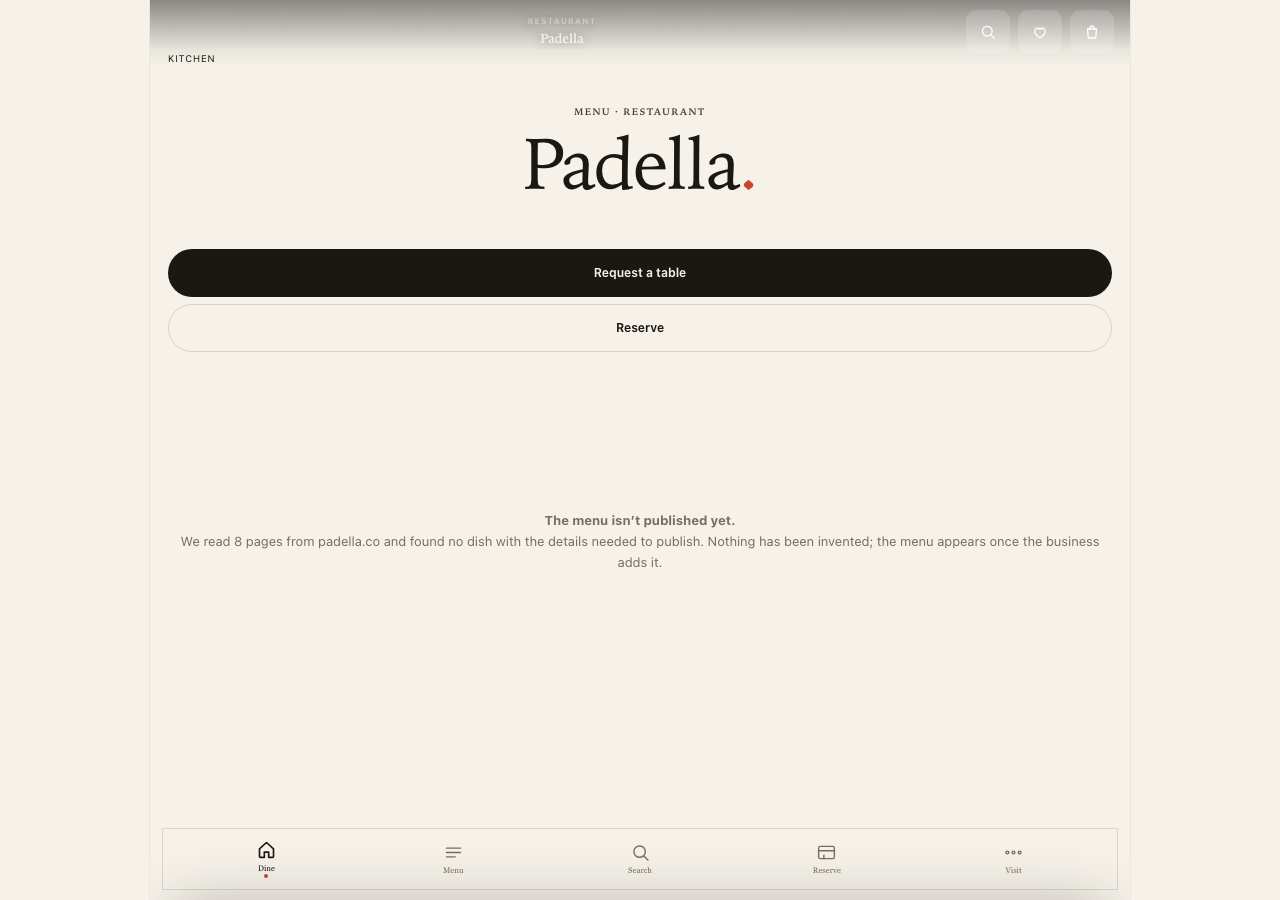 RESTAURANT
Padella
KITCHEN
MENU · RESTAURANT
Padella.
Request a table
Reserve
The menu isn’t published yet.
We read 8 pages from padella.co and found no dish with the details needed to publish. Nothing has been invented; the menu appears once the business
adds it.
Dine
Menu
Search
Reserve
Visit